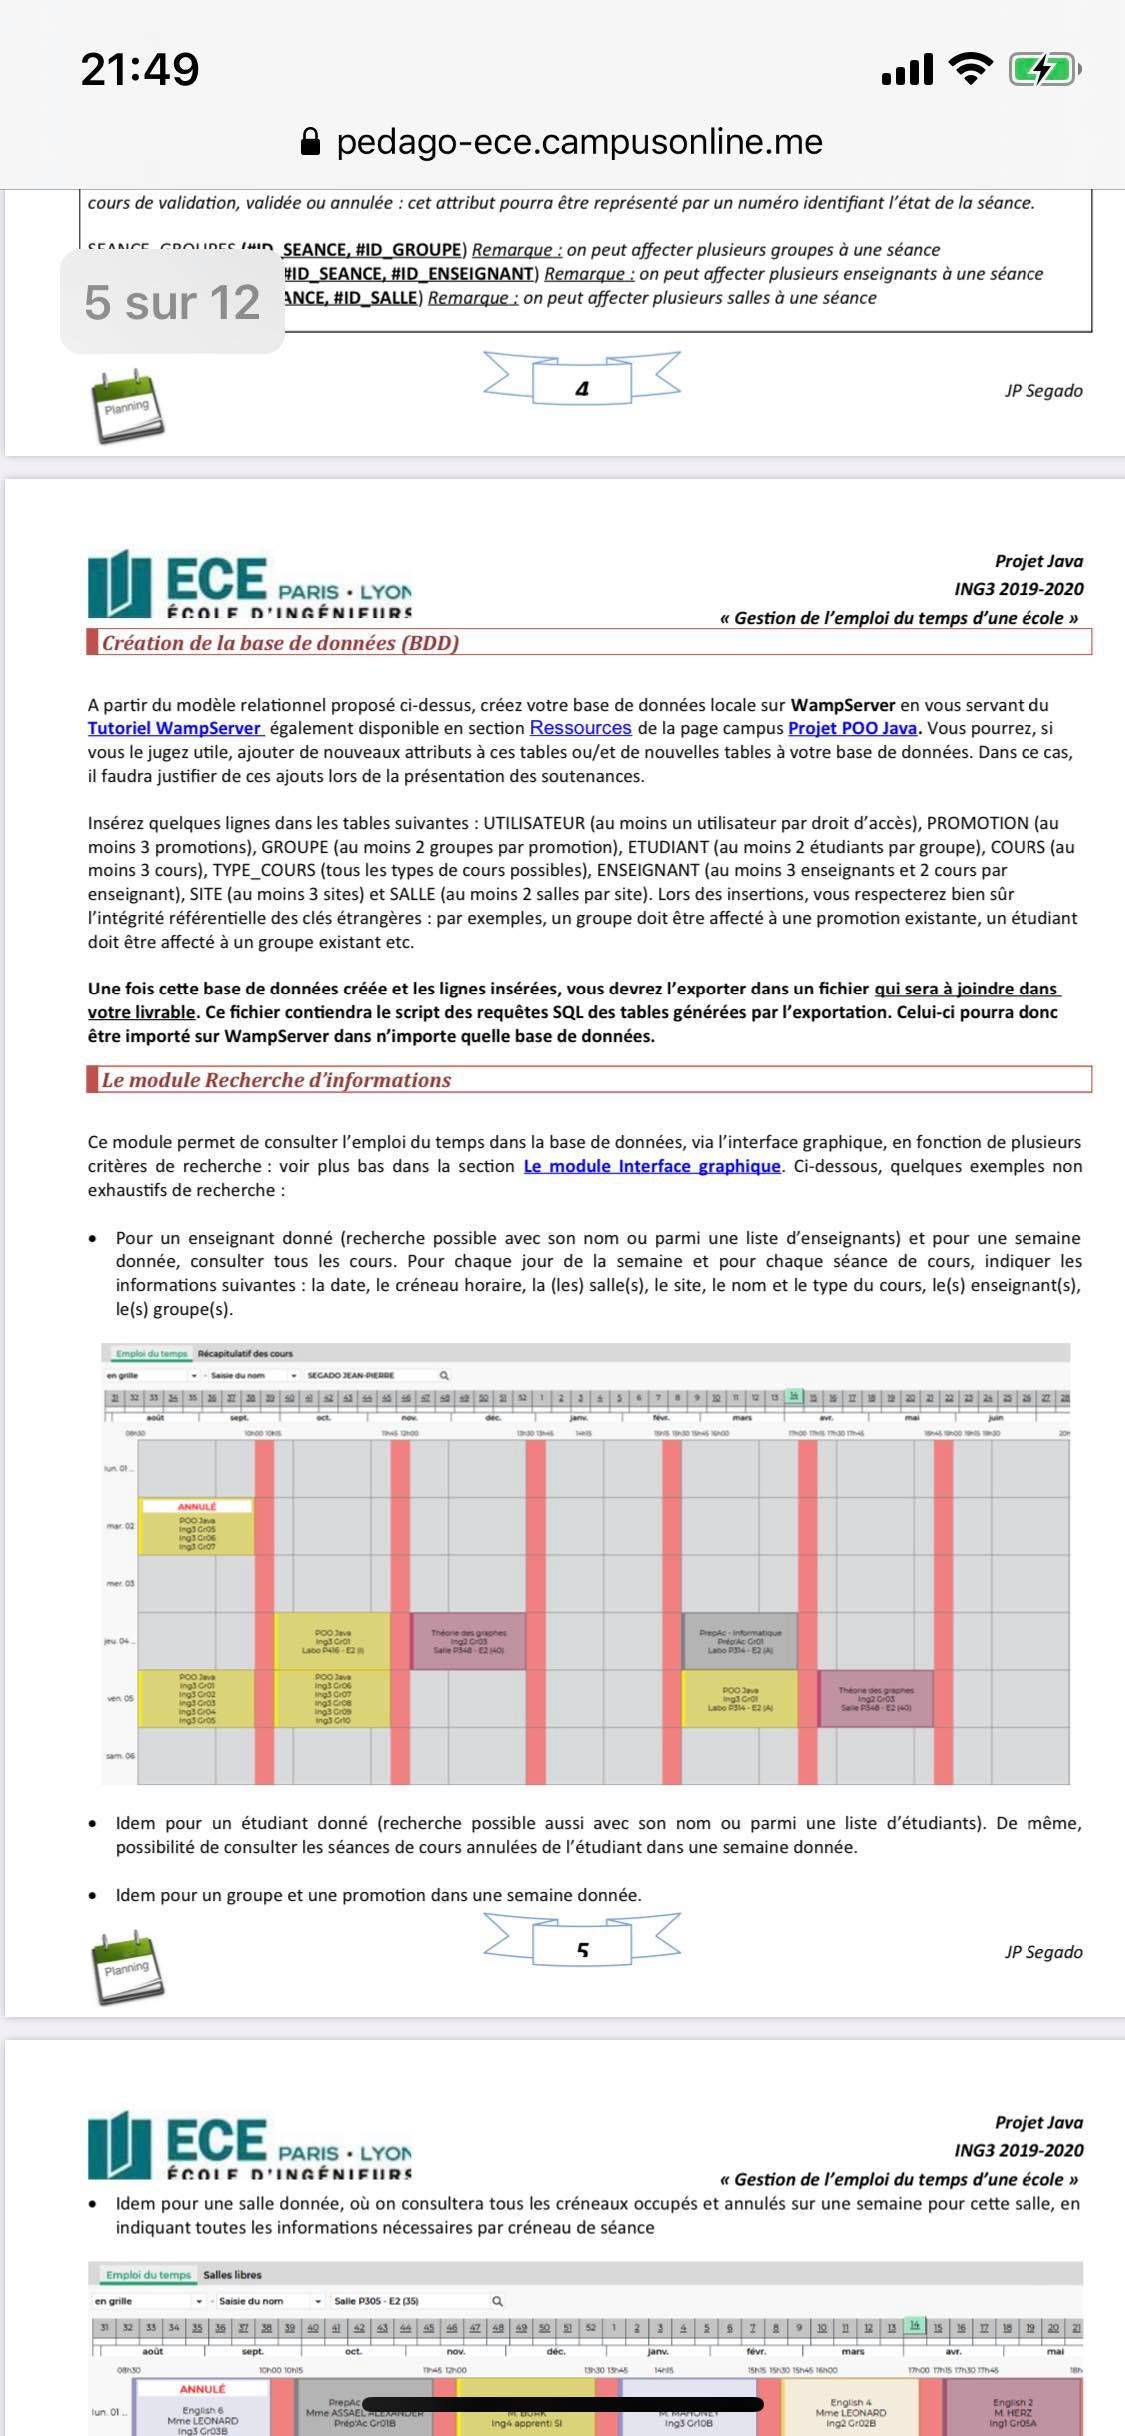 21:49
pedago-ece.campusonline.me
cours de validation, validée ou annulée : cet attribut pourra être représenté par un numéro identifiant l'état de la séance.
SEANCE_GROUPES (#ID_SEANCE, #ID_GROUPE) Remarque : on peut affecter plusieurs groupes à une séance
#ID_SEANCE, #ID_ENSEIGNANT) Remarque : on peut affecter plusieurs enseignants à une séance
ANCE, #ID_SALLE) Remarque : on peut affecter plusieurs salles à une séance
5 sur 12
Planning
4
JP Segado
ECE PARIS • LYON
ÉCOLE D'INGÉNIEURS
Projet Java
ING3 2019-2020
« Gestion de l'emploi du temps d'une école »
Création de la base de données (BDD)
A partir du modèle relationnel proposé ci-dessus, créez votre base de données locale sur WampServer en vous servant du
Tutoriel WampServer également disponible en section Ressources de la page campus Projet POO Java. Vous pourrez, si
vous le jugez utile, ajouter de nouveaux attributs à ces tables ou/et de nouvelles tables à votre base de données. Dans ce cas,
il faudra justifier de ces ajouts lors de la présentation des soutenances.
Insérez quelques lignes dans les tables suivantes : UTILISATEUR (au moins un utilisateur par droit d'accès), PROMOTION (au
moins 3 promotions), GROUPE (au moins 2 groupes par promotion), ETUDIANT (au moins 2 étudiants par groupe), COURS (au
moins 3 cours), TYPE_COURS (tous les types de cours possibles), ENSEIGNANT (au moins 3 enseignants et 2 cours par
enseignant), SITE (au moins 3 sites) et SALLE (au moins 2 salles par site). Lors des insertions, vous respecterez bien sûr
l'intégrité référentielle des clés étrangères : par exemples, un groupe doit être affecté à une promotion existante, un étudiant
doit être affecté à un groupe existant etc.
Une fois cette base de données créée et les lignes insérées, vous devrez l'exporter dans un fichier qui sera à joindre dans
votre livrable. Ce fichier contiendra le script des requêtes SQL des tables générées par l'exportation. Celui-ci pourra donc
être importé sur WampServer dans n'importe quelle base de données.
Le module Recherche d'informations
Ce module permet de consulter l'emploi du temps dans la base de données, via l'interface graphique, en fonction de plusieurs
critères de recherche : voir plus bas dans la section Le module Interface graphique. Ci-dessous, quelques exemples non
exhaustifs de recherche :
• Pour un enseignant donné (recherche possible avec son nom ou parmi une liste d'enseignants) et pour une semaine
donnée, consulter tous les cours. Pour chaque jour de la semaine et pour chaque séance de cours, indiquer les
informations suivantes : la date, le créneau horaire, la (les) salle(s), le site, le nom et le type du cours, le(s) enseignant(s),
le(s) groupe(s).
Emploi du temps Récapitulatif des cours
en grille - Saisie du nom SEGADO JEAN-PIERRE
31 32 33 34 35 36 37 38 39 40 41 42 43 44 45 46 47 48 49 50 51 52 1 2 3 4 5 6 7 8 9 10 11 12 13 14 15 16 17 18 19 20 21 22 23 24 25 26 27 28
août sept. oct. nov. déc. janv. févr. mars avr. mai juin
08h30 10h00 10h15 11h45 12h00 13h30 13h45 14h15 15h15 15h30 15h45 16h00 17h00 17h15 17h30 17h45 18h45 19h00 19h15 19h30 20h
lun. 01 ...
mar. 02
ANNULÉ
POO Java
Ing3 Gr05
Ing3 Gr06
Ing3 Gr07
mer. 03
jeu. 04 ...
POO Java
Ing3 Gr01
Labo P416 - E2 (I)
Théorie des graphes
Ing2 Gr03
Salle P348 - E2 (40)
PrepAc - Informatique
Prép'Ac Gr01
Labo P314 - E2 (A)
ven. 05
POO Java
Ing3 Gr01
Ing3 Gr02
Ing3 Gr03
Ing3 Gr04
Ing3 Gr05
POO Java
Ing3 Gr06
Ing3 Gr07
Ing3 Gr08
Ing3 Gr09
Ing3 Gr10
POO Java
Ing3 Gr01
Labo P314 - E2 (A)
Théorie des graphes
Ing2 Gr03
Salle P348 - E2 (40)
sam. 06
• Idem pour un étudiant donné (recherche possible aussi avec son nom ou parmi une liste d'étudiants). De même,
possibilité de consulter les séances de cours annulées de l'étudiant dans une semaine donnée.
• Idem pour un groupe et une promotion dans une semaine donnée.
Planning
5
JP Segado
ECE PARIS • LYON
ÉCOLE D'INGÉNIEURS
Projet Java
ING3 2019-2020
« Gestion de l'emploi du temps d'une école »
• Idem pour une salle donnée, où on consultera tous les créneaux occupés et annulés sur une semaine pour cette salle, en
indiquant toutes les informations nécessaires par créneau de séance
Emploi du temps Salles libres
en grille - Saisie du nom Salle P305 - E2 (35)
31 32 33 34 35 36 37 38 39 40 41 42 43 44 45 46 47 48 49 50 51 52 1 2 3 4 5 6 7 8 9 10 11 12 13 14 15 16 17 18 19 20 21
août sept. oct. nov. déc. janv. févr. mars avr. mai
08h30 10h00 10h15 11h45 12h00 13h30 13h45 14h15 15h15 15h30 15h45 16h00 17h00 17h15 17h30 17h45 18h
lun. 01 ...
ANNULÉ
English 6
Mme LEONARD
Ing3 Gr03B
PrepAc
Mme ASSAEL ALEXANDER
Prép'Ac Gr01B
M. BURK
Ing4 apprenti SI
M. MAHONEY
Ing3 Gr10B
English 4
Mme LEONARD
Ing2 Gr02B
English 2
M. HERZ
Ing1 Gr05A